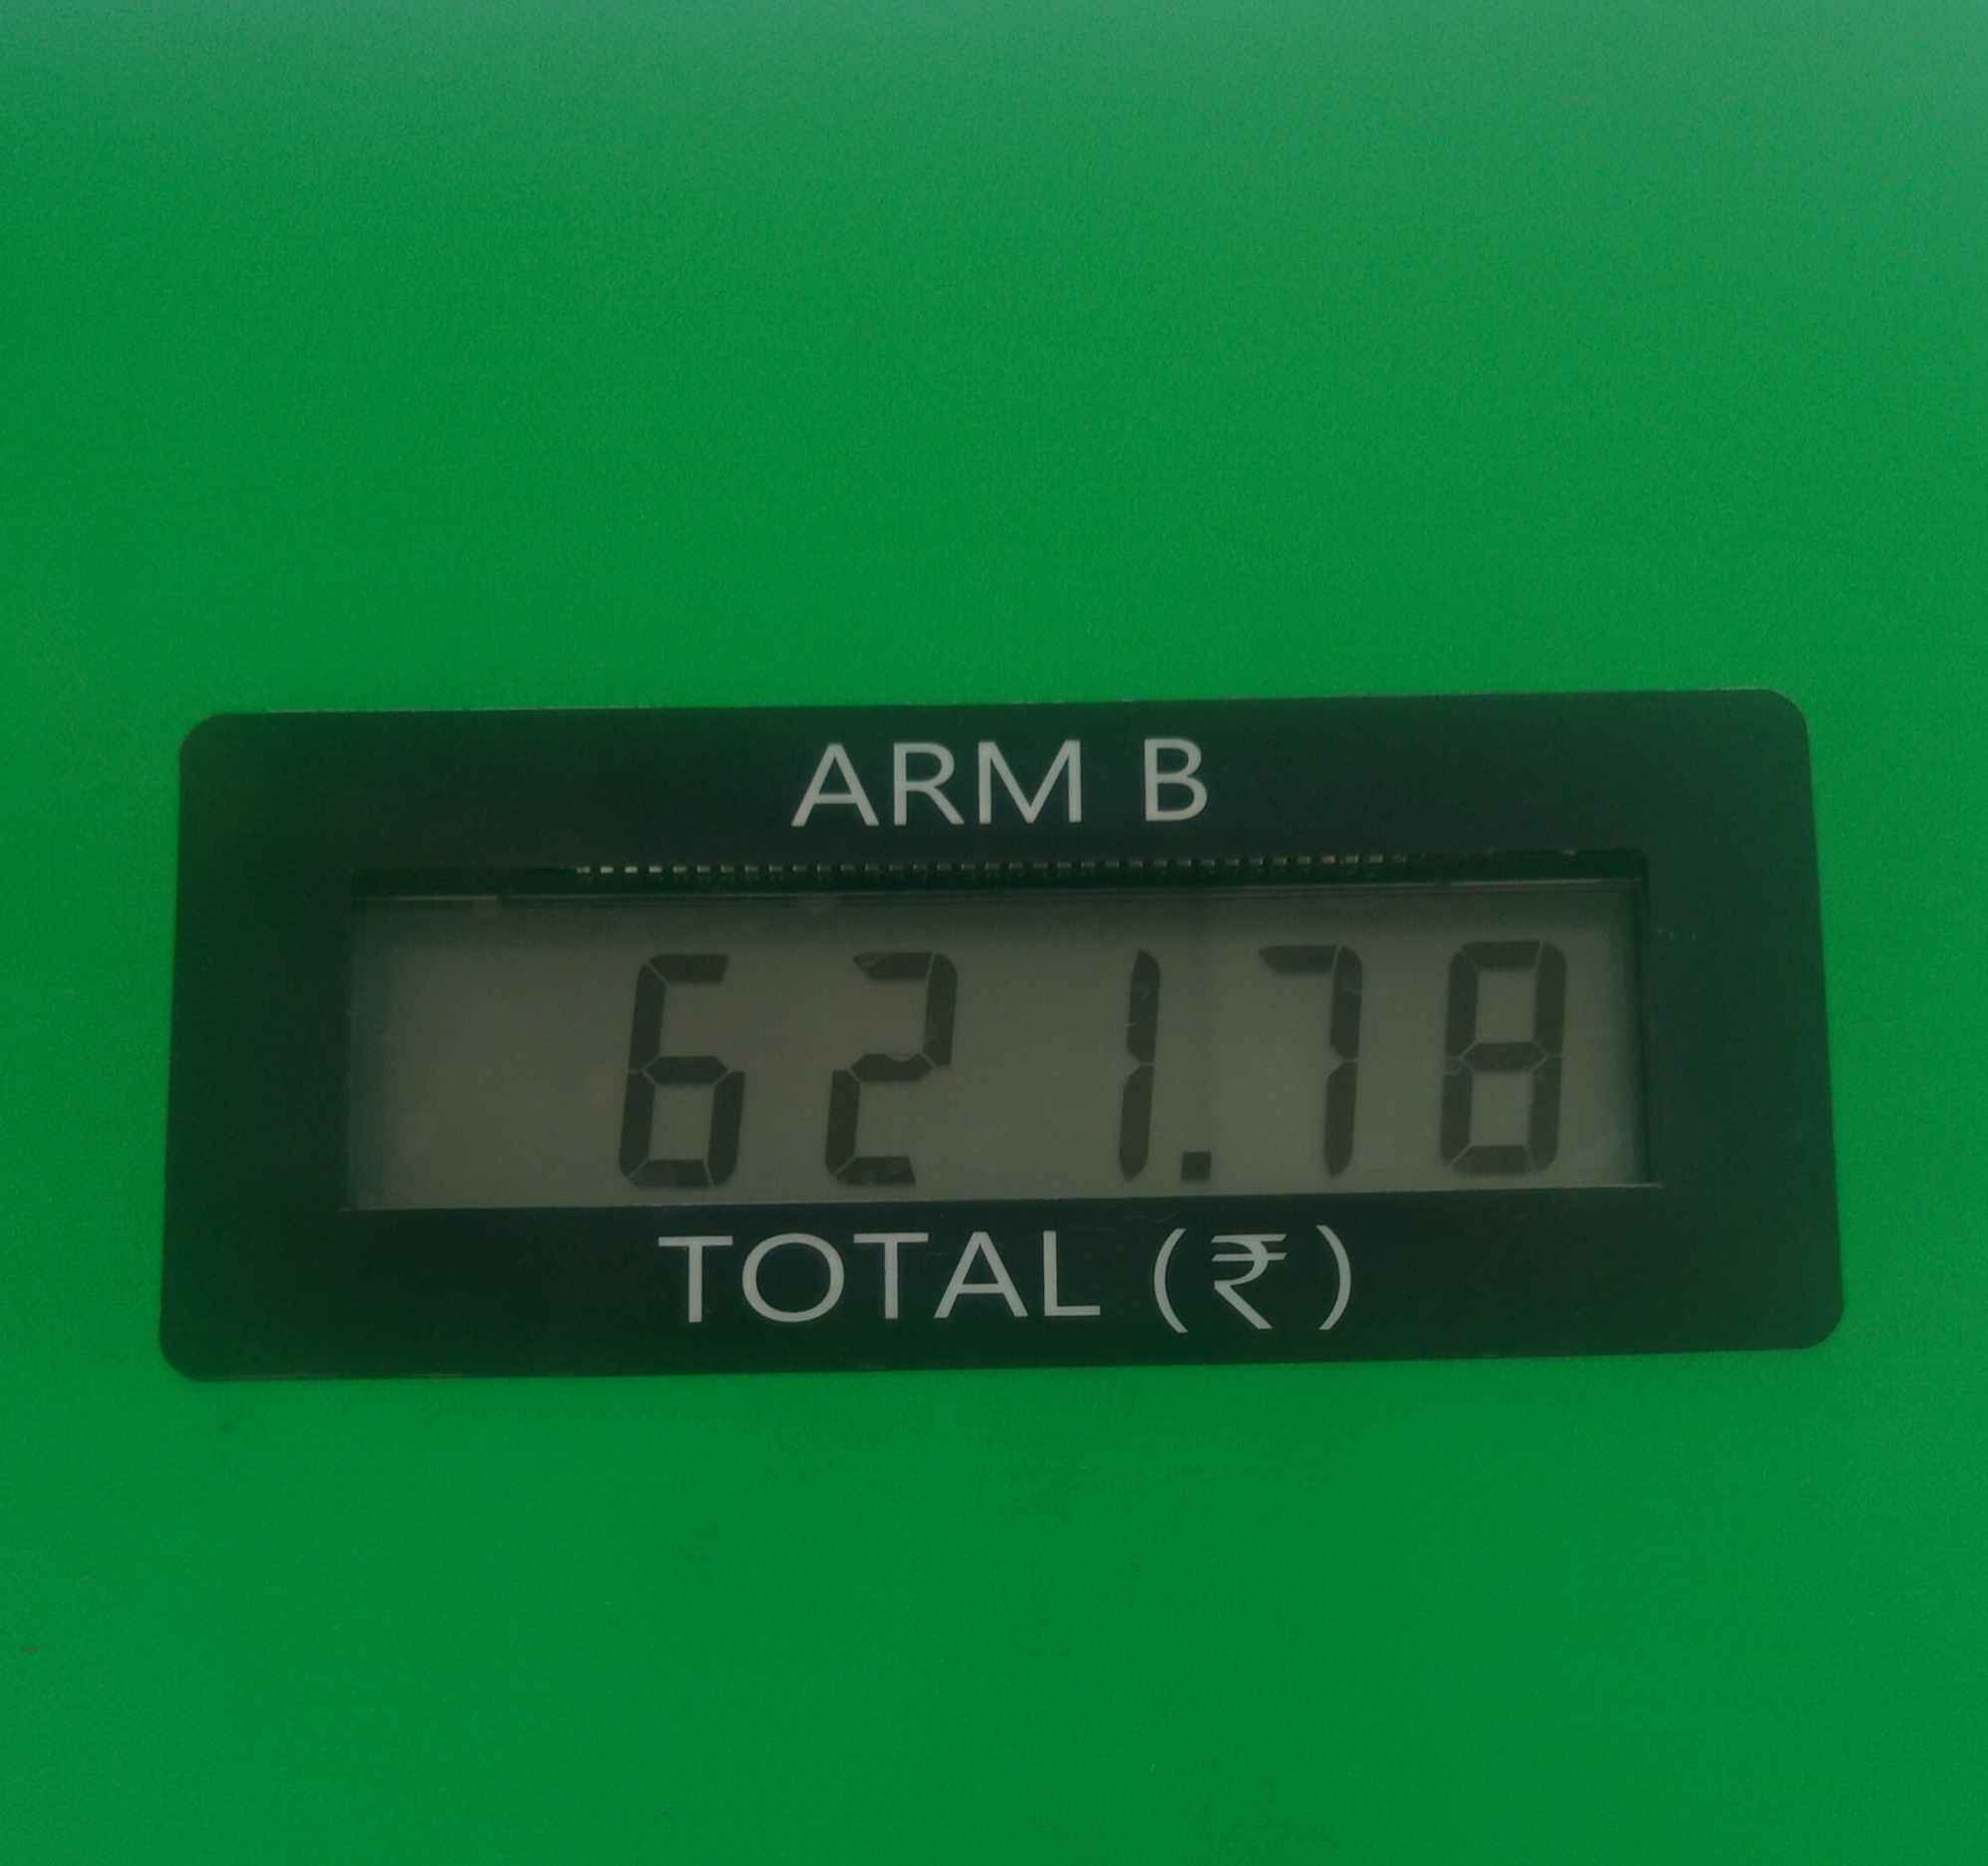 ARM B
621.78
TOTAL (₹)